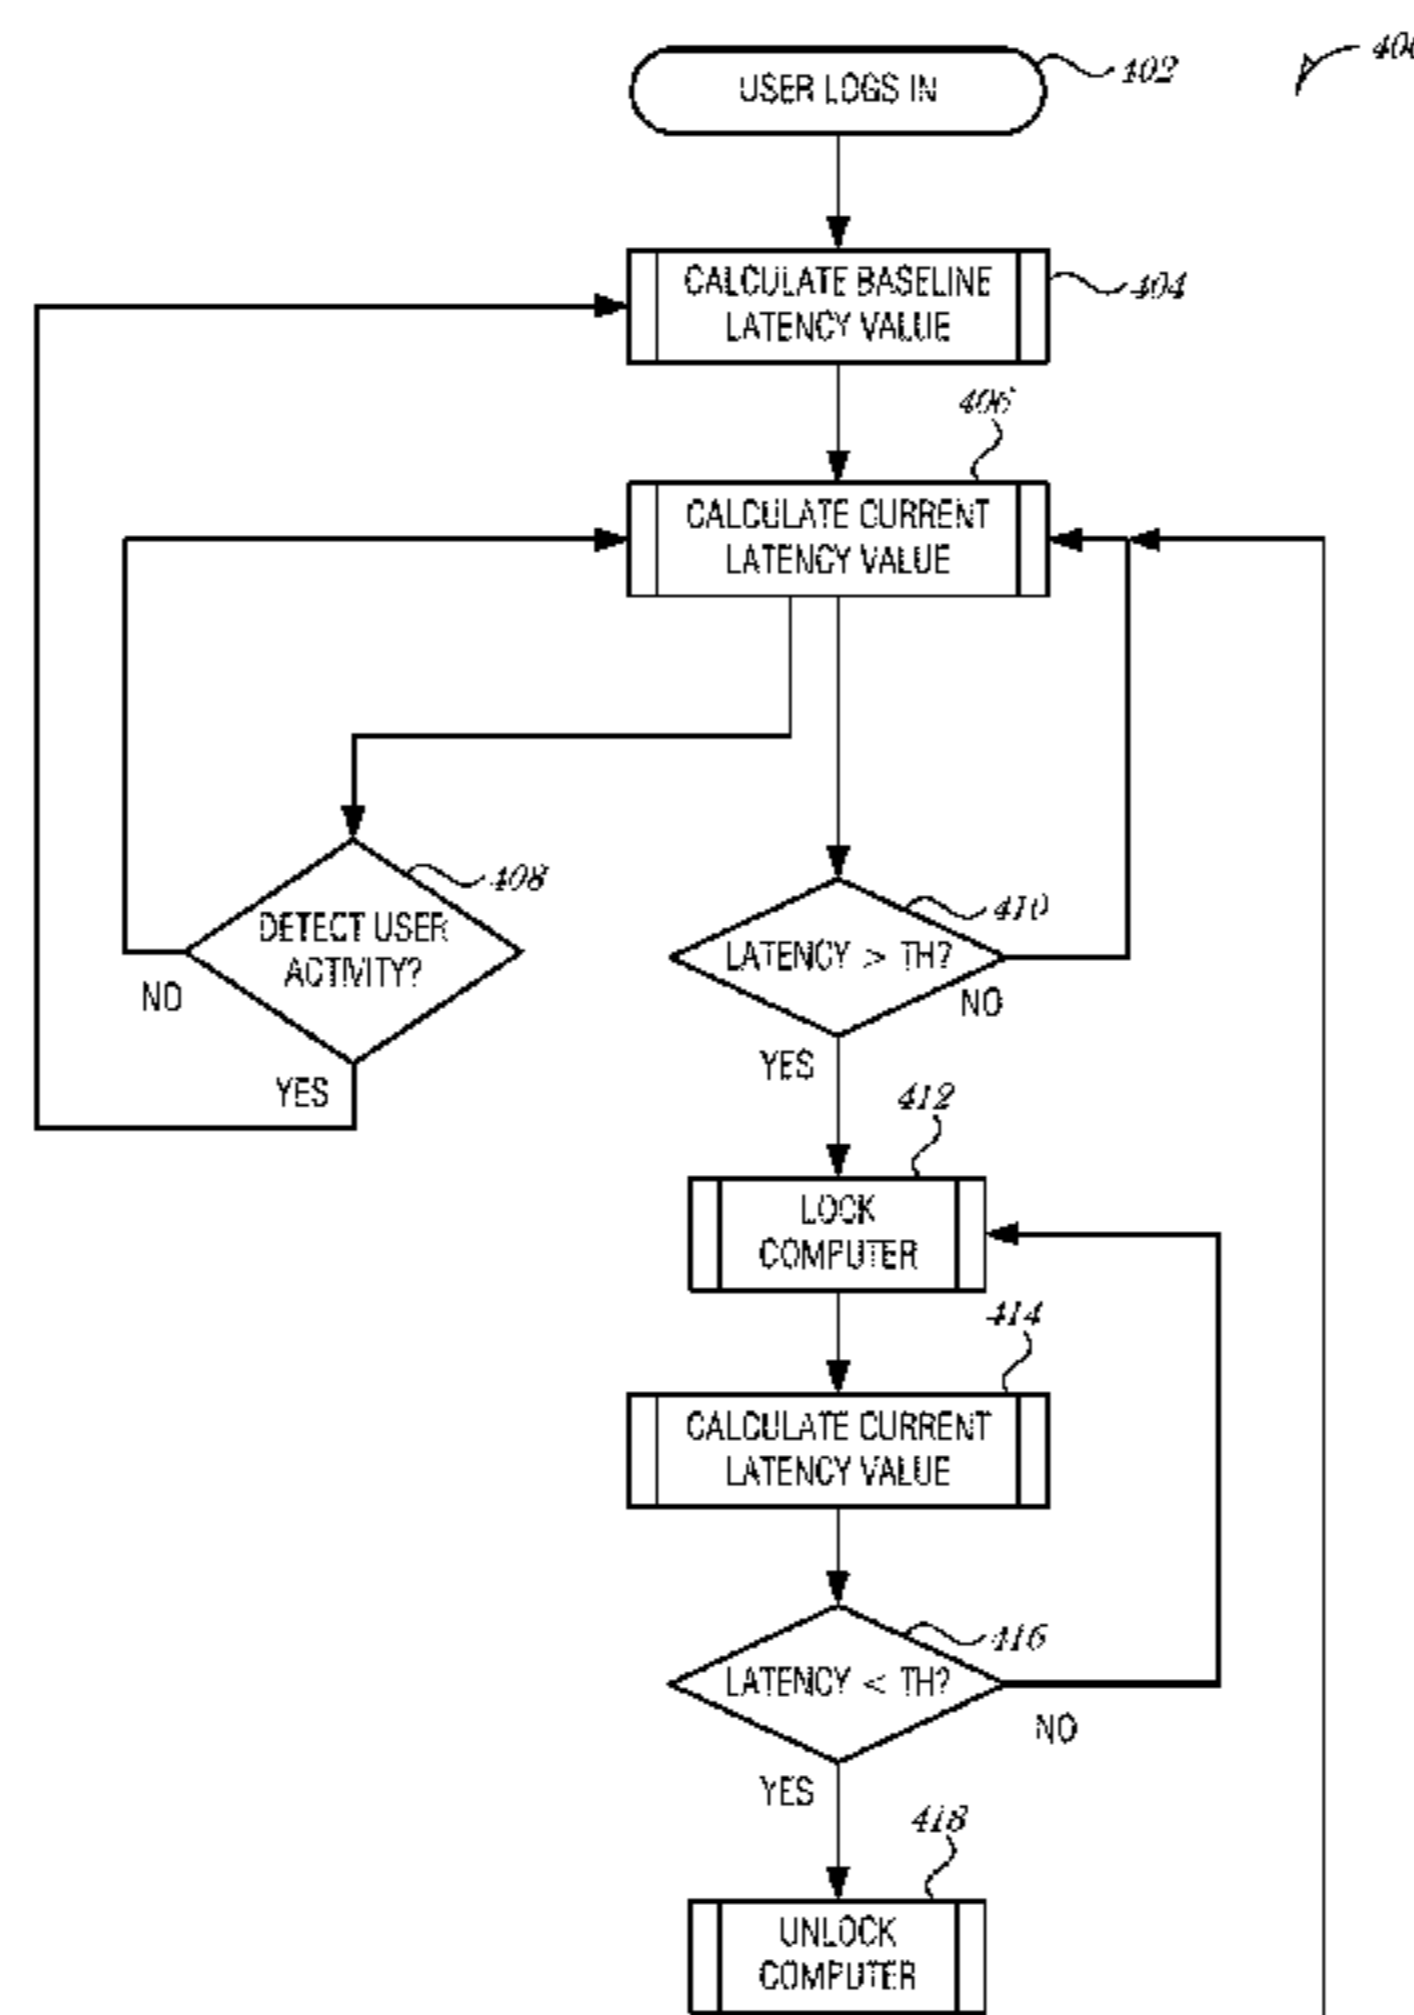 USER LOGS IN
402
400
CALCULATE BASELINE
LATENCY VALUE
404
406
CALCULATE CURRENT
LATENCY VALUE
408
DETECT USER
ACTIVITY?
NO
YES
410
LATENCY > TH?
NO
YES
412
LOCK
COMPUTER
414
CALCULATE CURRENT
LATENCY VALUE
416
LATENCY < TH?
NO
YES
418
UNLOCK
COMPUTER